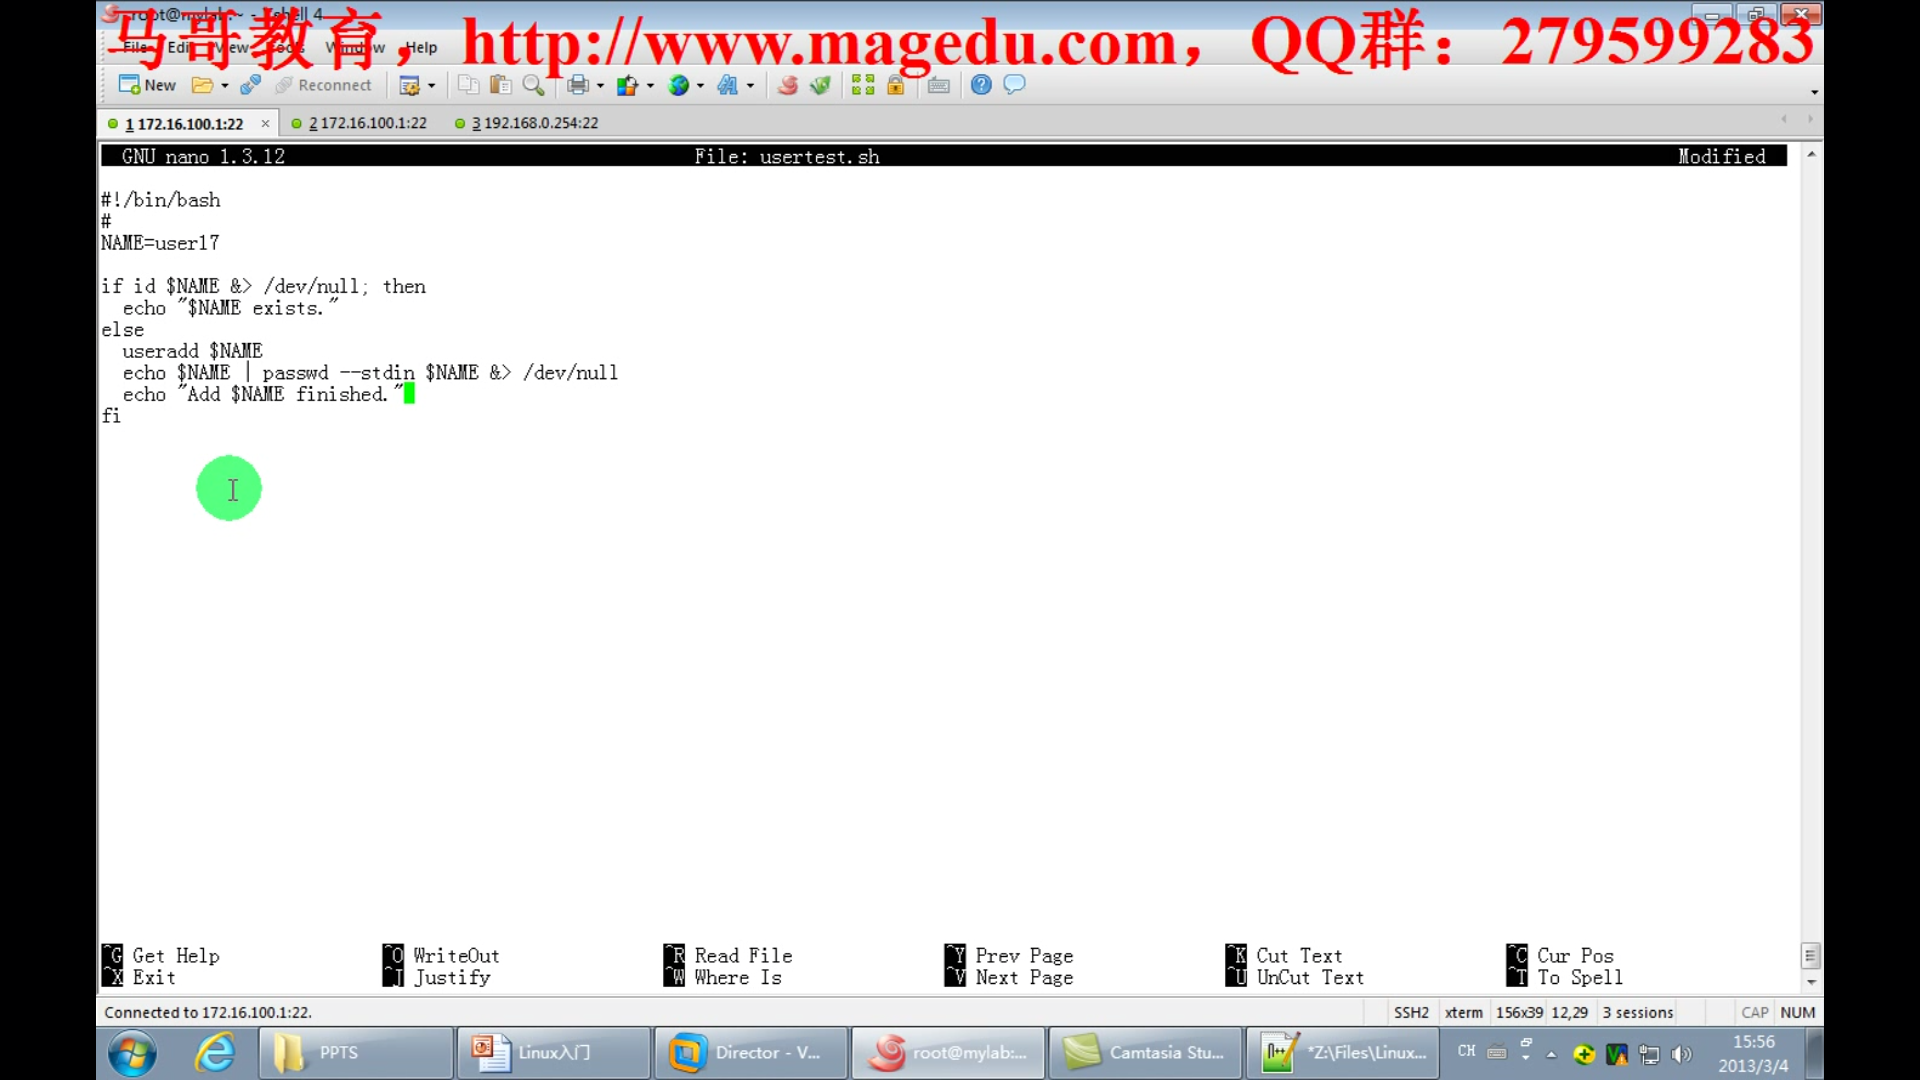 root@mylab:~ - Xshell 4
马哥教育，http://www.magedu.com，QQ群：279599283
File Edit View Tools Window Help
New Reconnect
1 172.16.100.1:22 2 172.16.100.1:22 3 192.168.0.254:22
GNU nano 1.3.12 File: usertest.sh Modified
#!/bin/bash
#
NAME=user17
if id $NAME &> /dev/null; then
echo "$NAME exists."
else
useradd $NAME
echo $NAME | passwd --stdin $NAME &> /dev/null
echo "Add $NAME finished."
fi
^G Get Help ^O WriteOut ^R Read File ^Y Prev Page ^K Cut Text ^C Cur Pos
^X Exit ^J Justify ^W Where Is ^V Next Page ^U UnCut Text ^T To Spell
Connected to 172.16.100.1:22. SSH2 xterm 156x39 12,29 3 sessions CAP NUM
PPTS Linux入门 Director - V... root@mylab:... Camtasia Stu... *Z:\Files\Linux... CH 15:56
2013/3/4